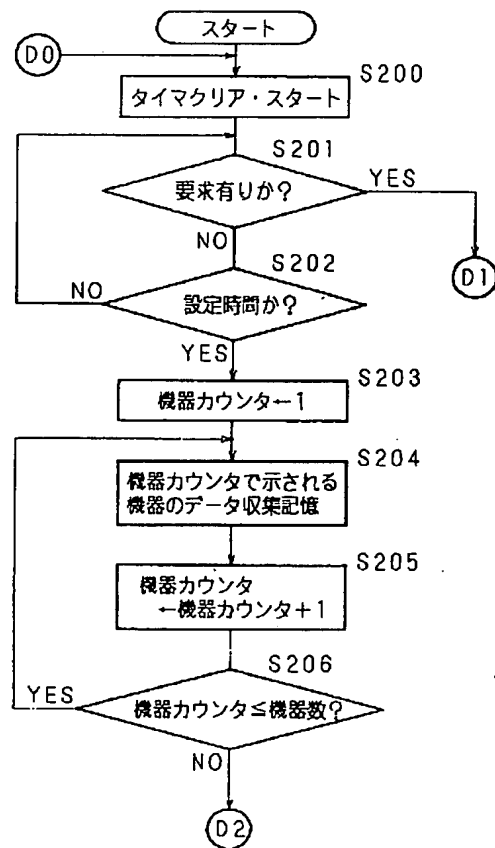 スタート
D0
S200
タイマクリア・スタート
S201
要求有りか?
YES
NO
D1
S202
NO
設定時間か?
YES
S203
機器カウンタ←1
S204
機器カウンタで示される
機器のデータ収集記憶
S205
機器カウンタ
←機器カウンタ+1
S206
YES
機器カウンタ≦機器数?
NO
D2